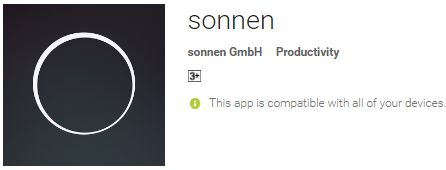 sonnen
sonnen GmbH Productivity
3+
This app is compatible with all of your devices.